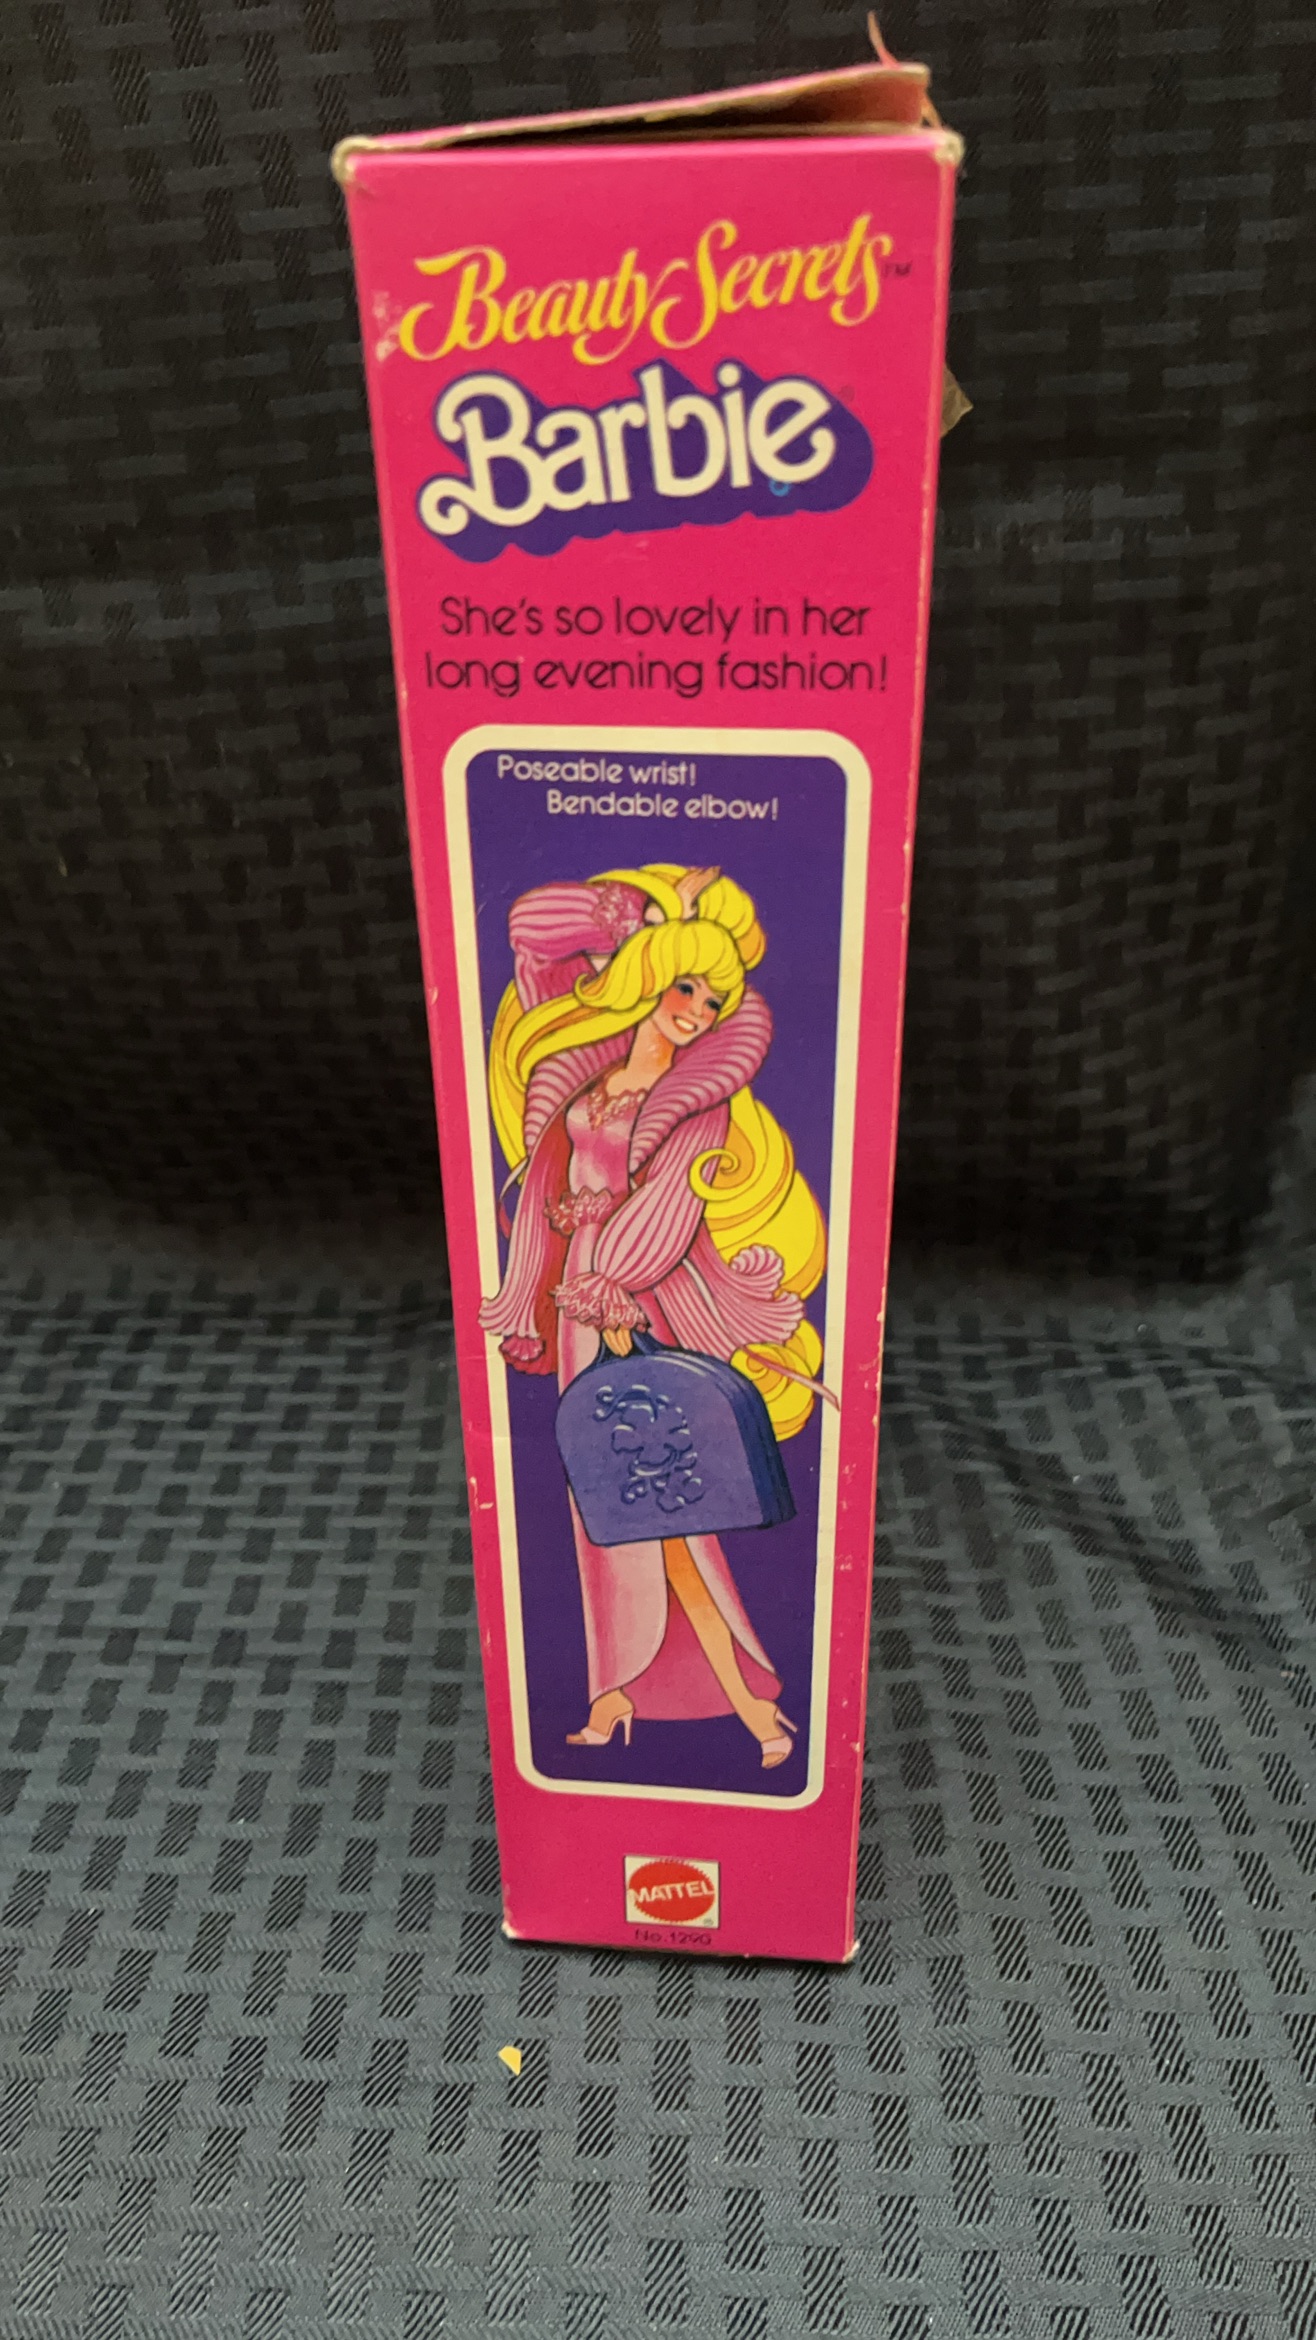 Beauty Secrets™
Barbie®
She's so lovely in her
long evening fashion!
Poseable wrist!
Bendable elbow!
MATTEL®
No. 1290